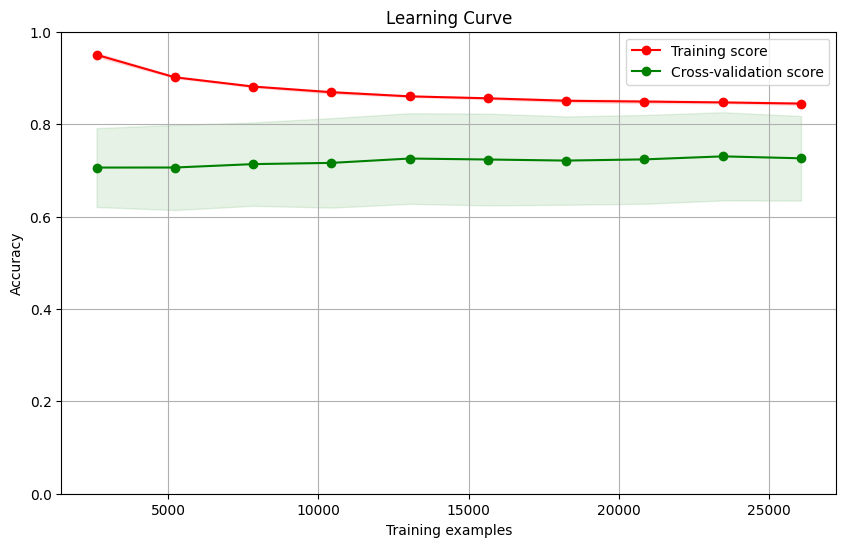 Learning Curve
Training score
Cross-validation score
1.0
0.8
0.6
0.4
0.2
0.0
Accuracy
5000 10000 15000 20000 25000
Training examples